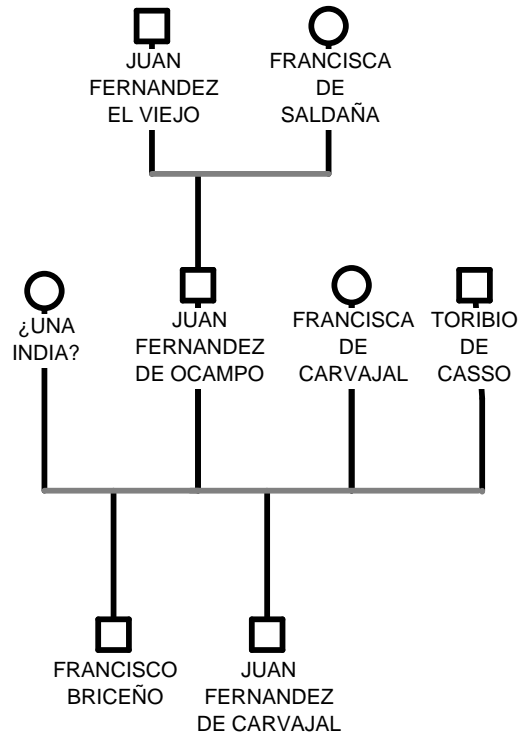 JUAN
FERNANDEZ
EL VIEJO
FRANCISCA
DE
SALDAÑA
¿UNA
INDIA?
JUAN
FERNANDEZ
DE OCAMPO
FRANCISCA
DE
CARVAJAL
TORIBIO
DE
CASSO
FRANCISCO
BRICEÑO
JUAN
FERNANDEZ
DE CARVAJAL